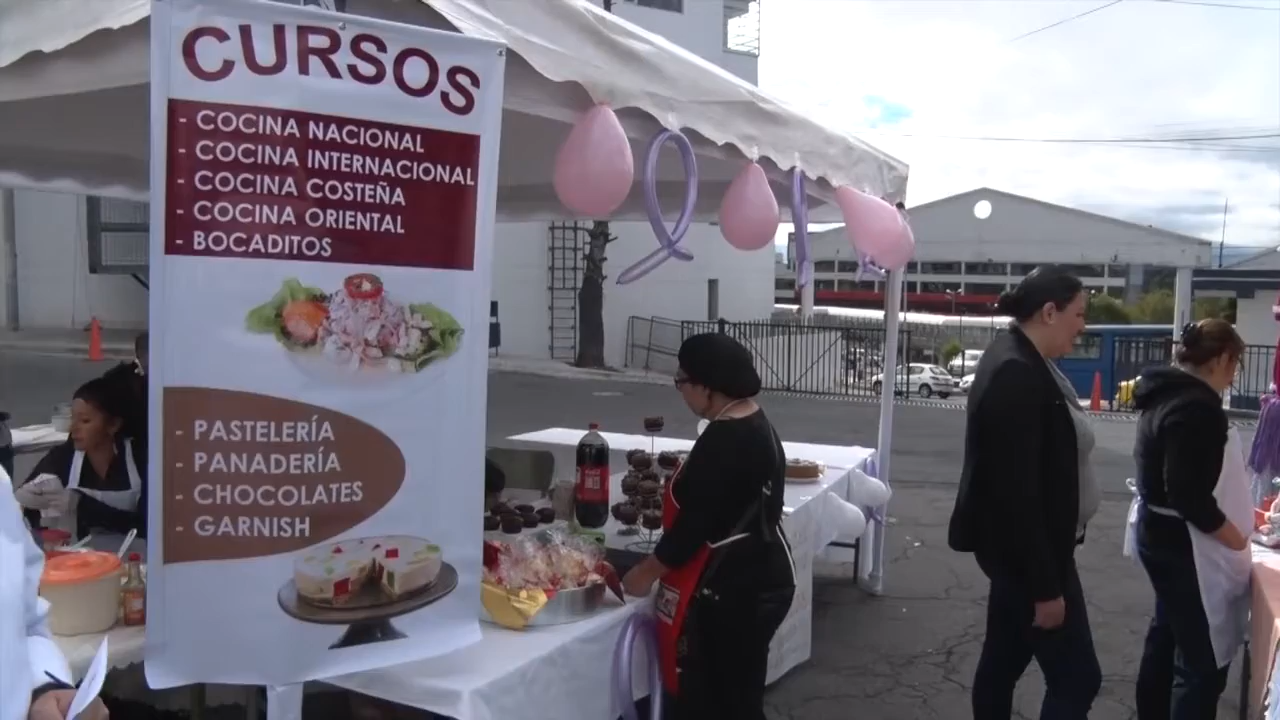 CURSOS
- COCINA NACIONAL
- COCINA INTERNACIONAL
- COCINA COSTEÑA
- COCINA ORIENTAL
- BOCADITOS
- PASTELERÍA
- PANADERÍA
- CHOCOLATES
- GARNISH